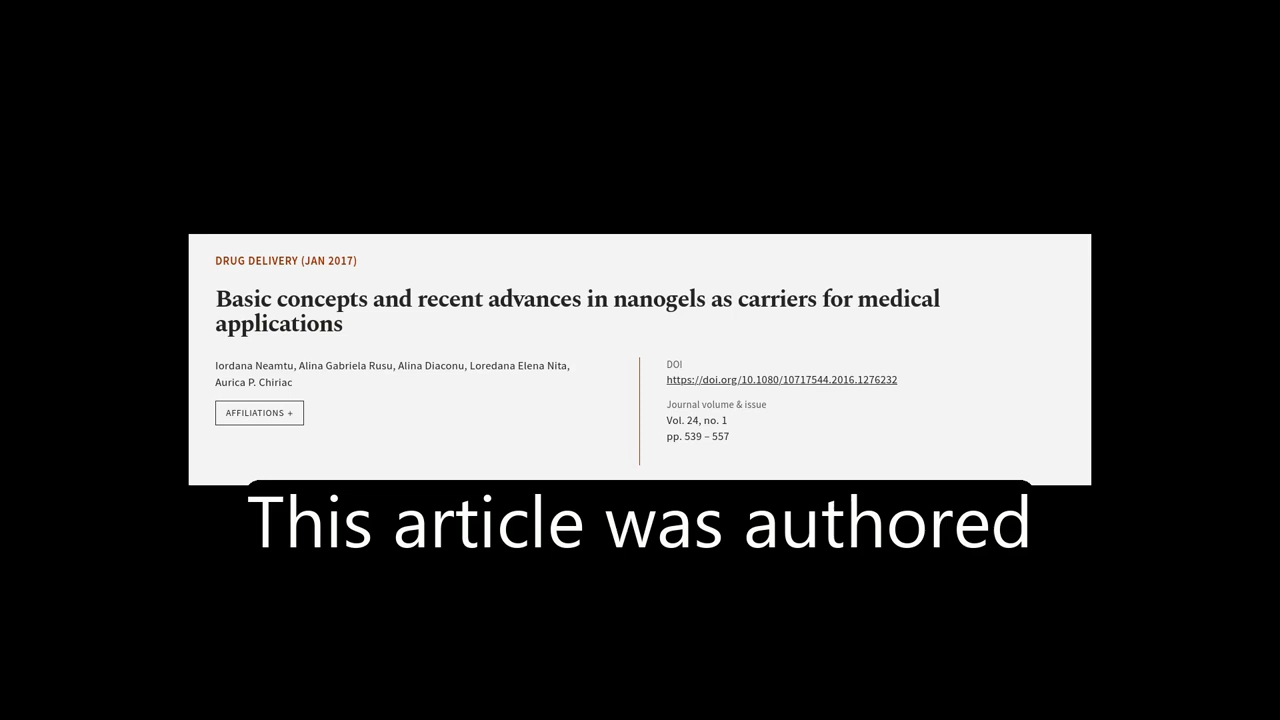 DRUG DELIVERY (JAN 2017)
Basic concepts and recent advances in nanogels as carriers for medical
applications
Iordana Neamtu, Alina Gabriela Rusu, Alina Diaconu, Loredana Elena Nita,
Aurica P. Chiriac
AFFILIATIONS +
DOI
https://doi.org/10.1080/10717544.2016.1276232
Journal volume & issue
Vol. 24, no. 1
pp. 539 – 557
This article was authored